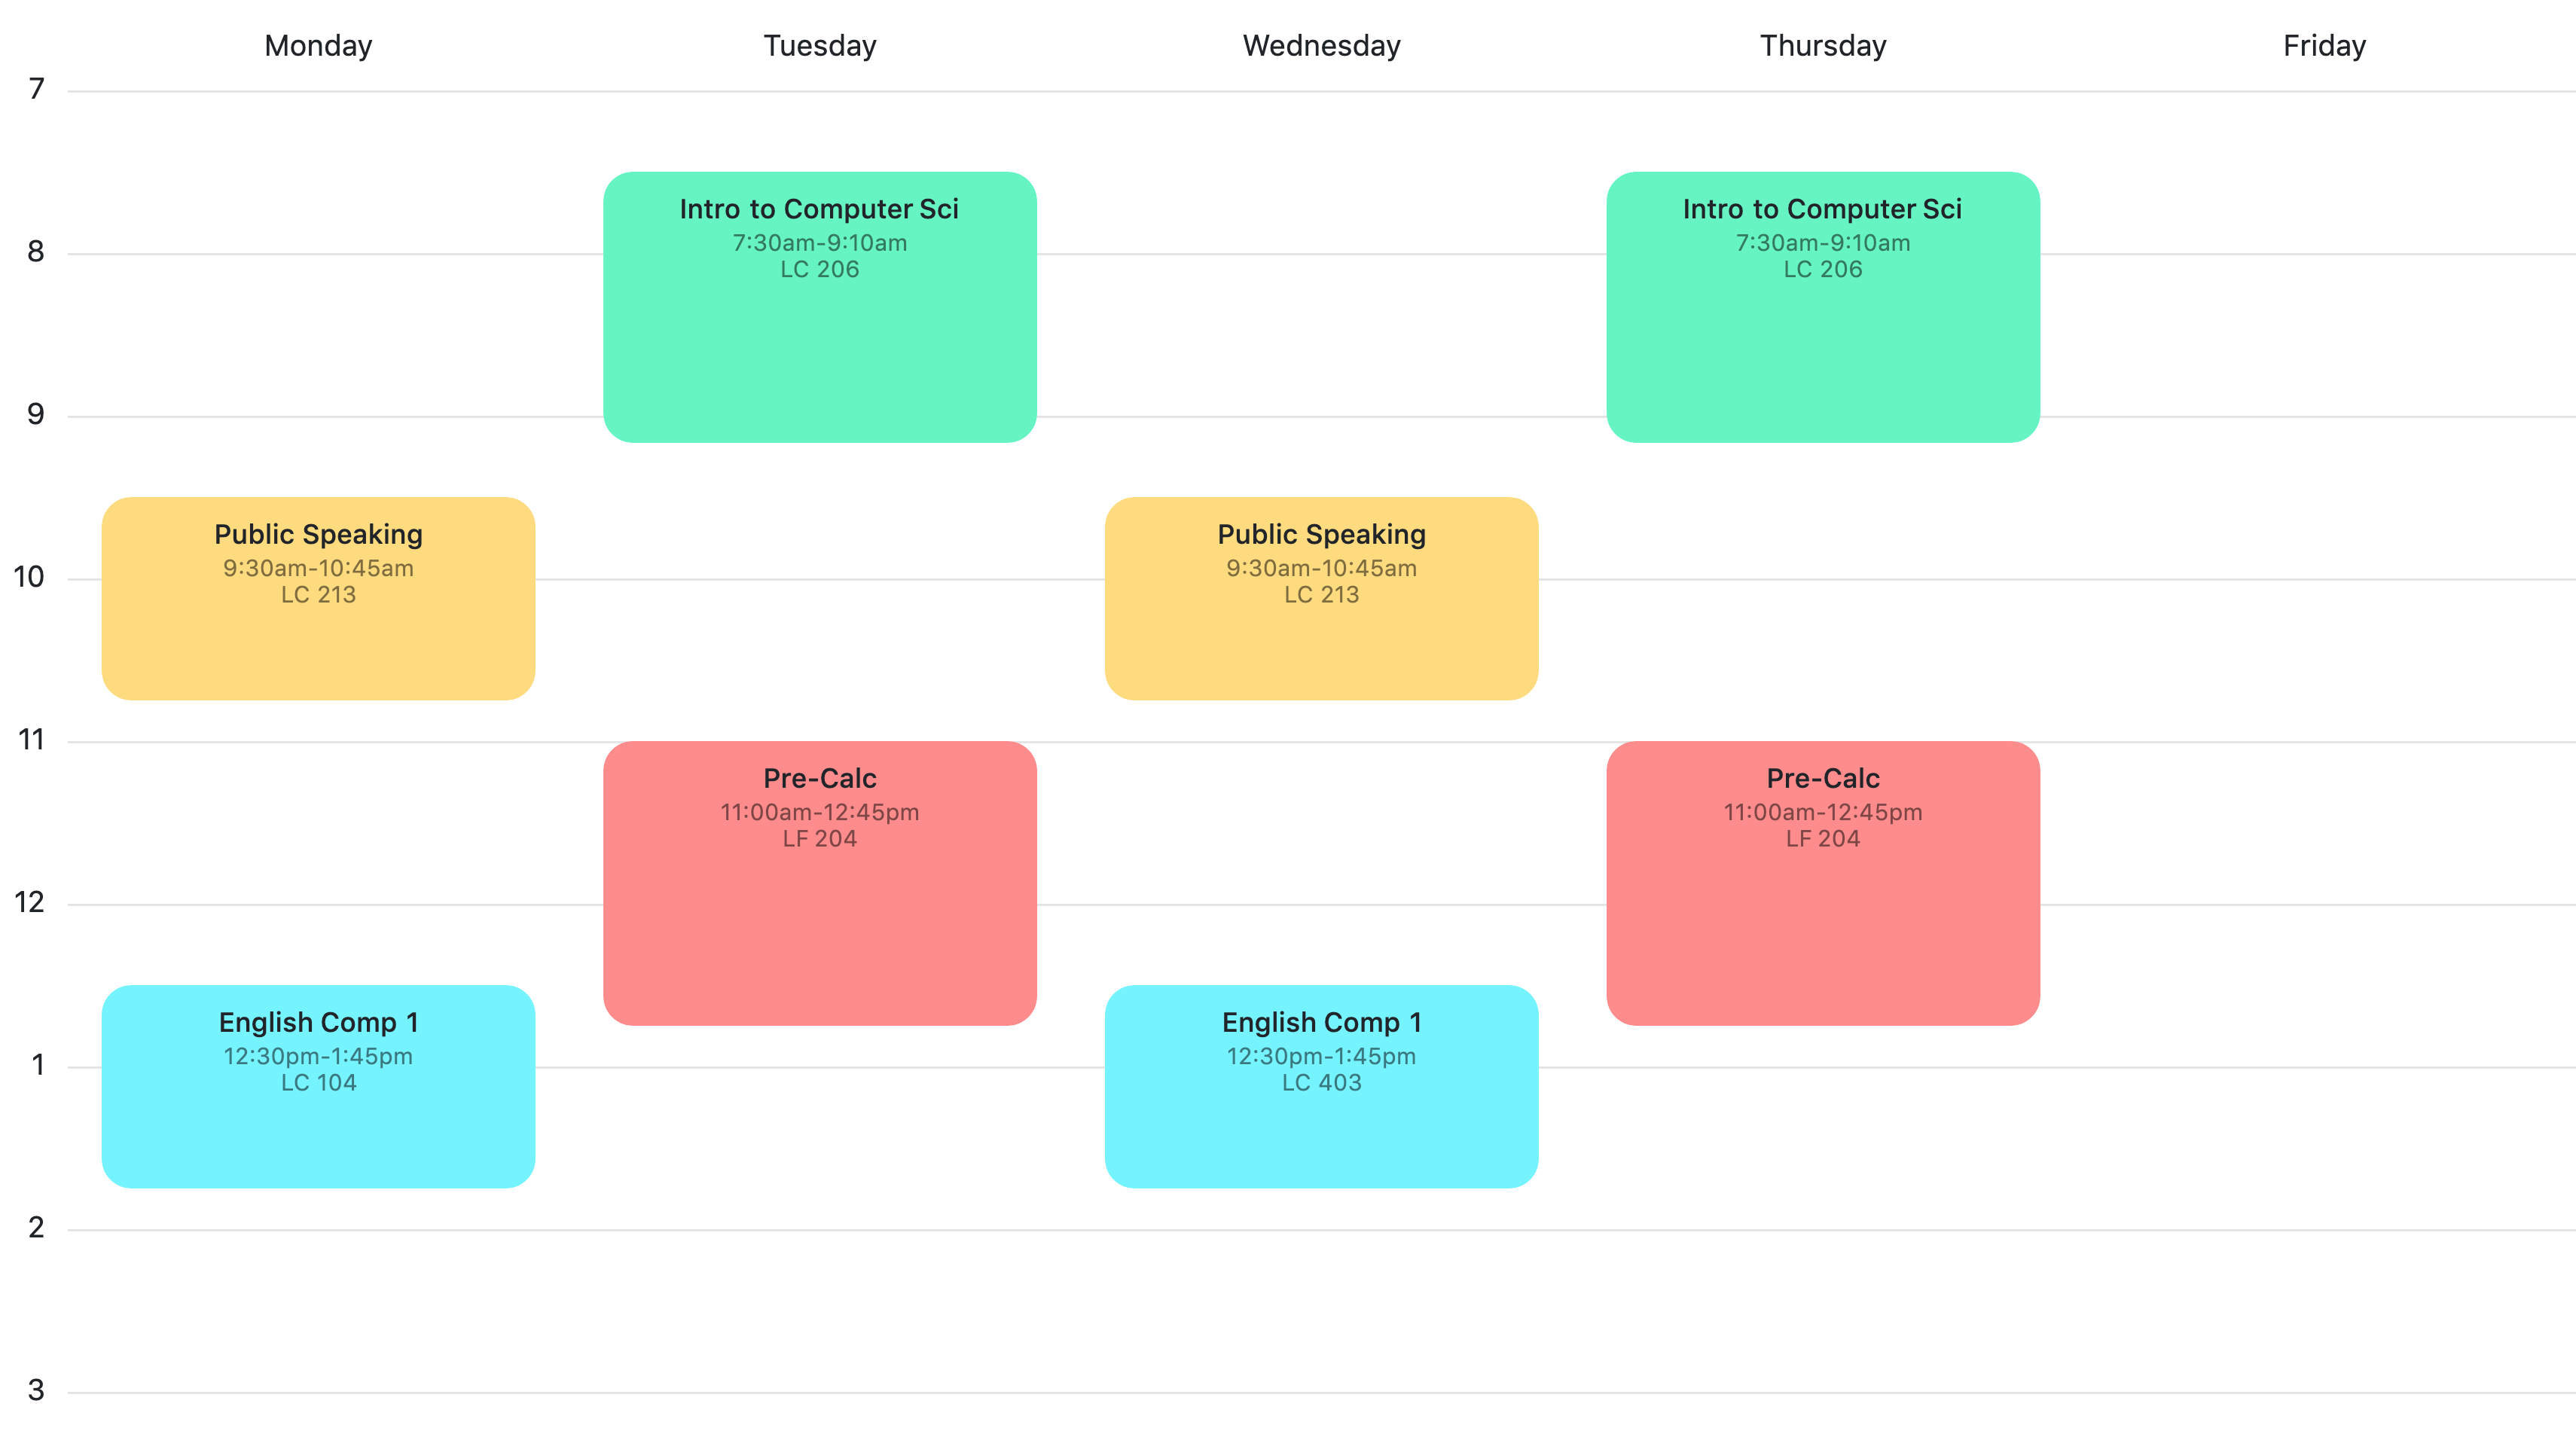 Monday
Tuesday
Wednesday
Thursday
Friday
7
Intro to Computer Sci
7:30am-9:10am
LC 206
Intro to Computer Sci
7:30am-9:10am
LC 206
8
9
Public Speaking
9:30am-10:45am
LC 213
Public Speaking
9:30am-10:45am
LC 213
10
11
Pre-Calc
11:00am-12:45pm
LF 204
Pre-Calc
11:00am-12:45pm
LF 204
12
English Comp 1
12:30pm-1:45pm
LC 104
English Comp 1
12:30pm-1:45pm
LC 403
1
2
3